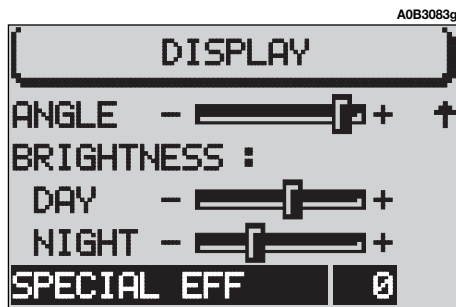 A0B3083g
DISPLAY
ANGLE - +
BRIGHTNESS :
DAY - +
NIGHT - +
SPECIAL EFF 0